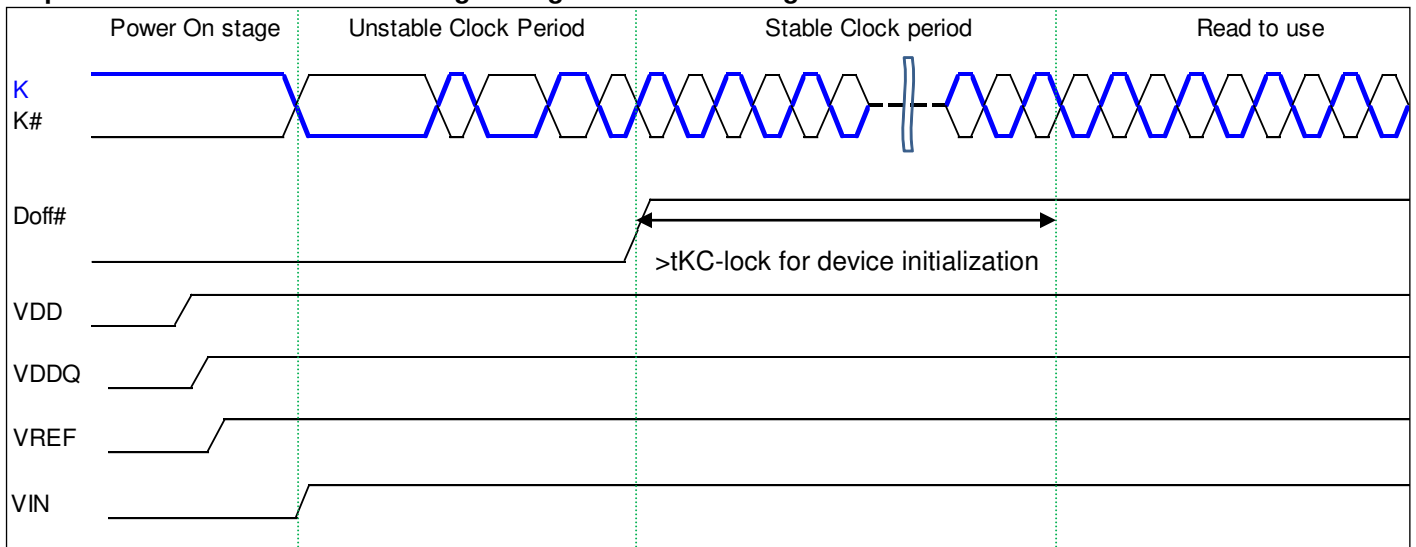 Power On stage
Unstable Clock Period
Stable Clock period
Read to use
K
K#
Doff#
>tKC-lock for device initialization
VDD
VDDQ
VREF
VIN